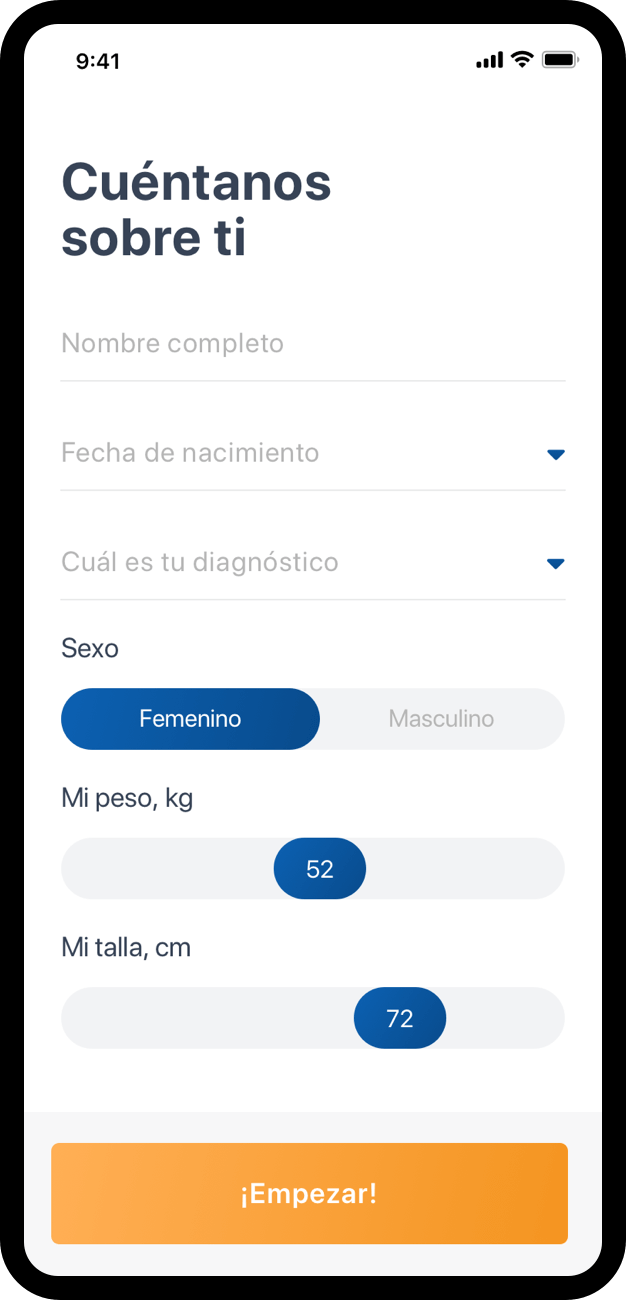 9:41
Cuéntanos
sobre ti
Nombre completo
Fecha de nacimiento
Cuál es tu diagnóstico
Sexo
Femenino Masculino
Mi peso, kg
52
Mi talla, cm
72
¡Empezar!